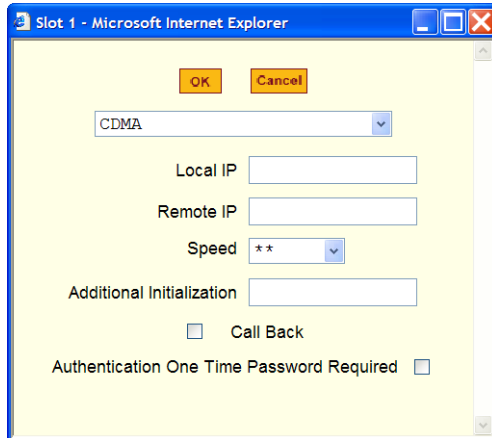 Slot 1 - Microsoft Internet Explorer
OK Cancel
CDMA
Local IP
Remote IP
Speed **
Additional Initialization
Call Back
Authentication One Time Password Required